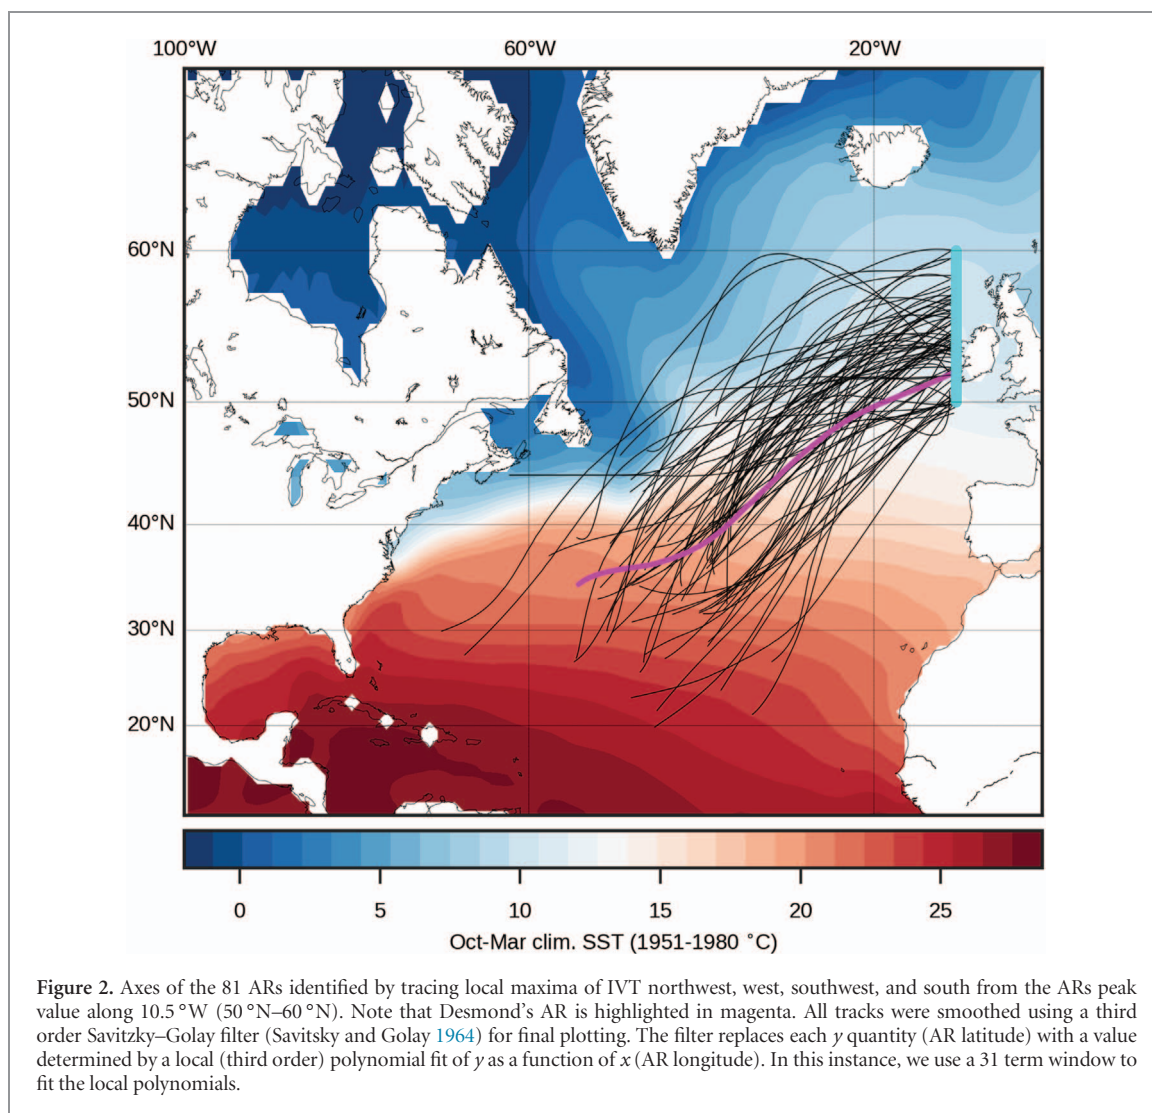 100°W 60°W 20°W
60°N
50°N
40°N
30°N
20°N
0 5 10 15 20 25
Oct-Mar clim. SST (1951-1980 °C)
Figure 2. Axes of the 81 ARs identified by tracing local maxima of IVT northwest, west, southwest, and south from the ARs peak
value along 10.5 °W (50 °N–60 °N). Note that Desmond's AR is highlighted in magenta. All tracks were smoothed using a third
order Savitzky–Golay filter (Savitsky and Golay 1964) for final plotting. The filter replaces each y quantity (AR latitude) with a value
determined by a local (third order) polynomial fit of y as a function of x (AR longitude). In this instance, we use a 31 term window to
fit the local polynomials.